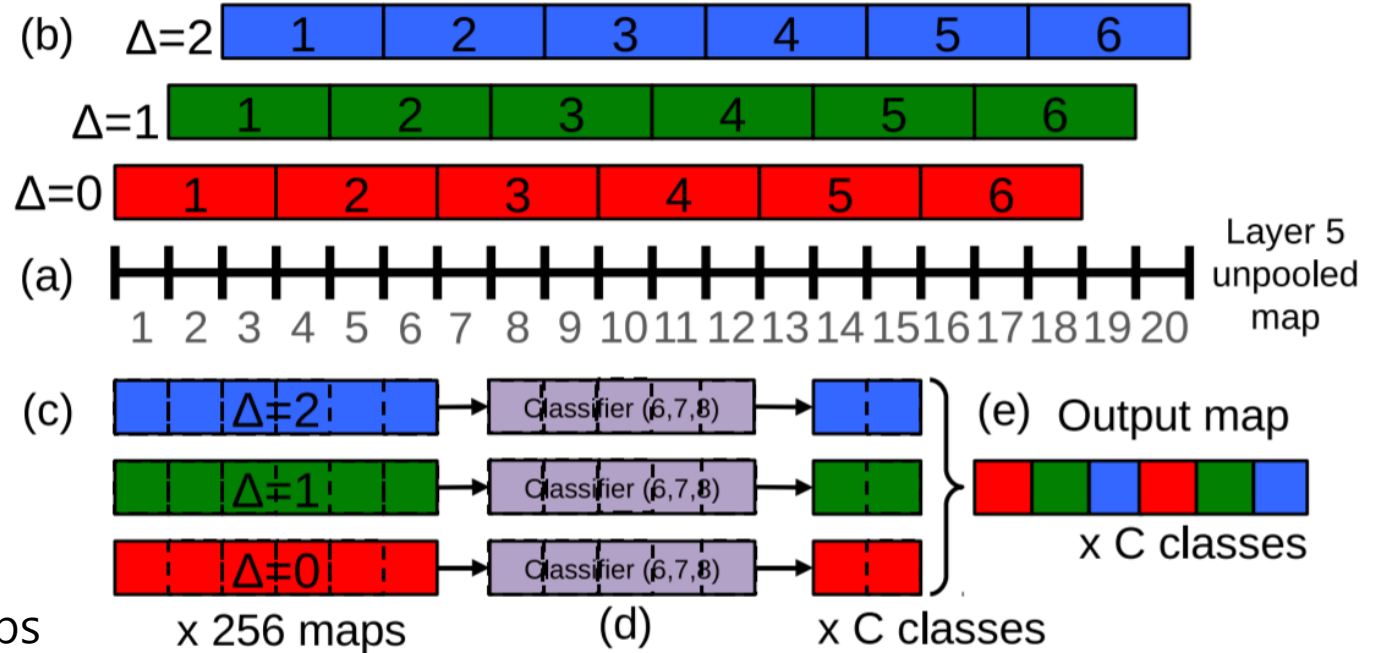 (b) Δ=2 1 2 3 4 5 6
Δ=1 1 2 3 4 5 6
Δ=0 1 2 3 4 5 6
(a)
Layer 5
unpooled
map
1 2 3 4 5 6 7 8 9 10 11 12 13 14 15 16 17 18 19 20
(c) Δ=2 Classifier (6,7,8)
Δ=1 Classifier (6,7,8)
Δ=0 Classifier (6,7,8)
(e) Output map
x C classes
x 256 maps
(d)
x C classes